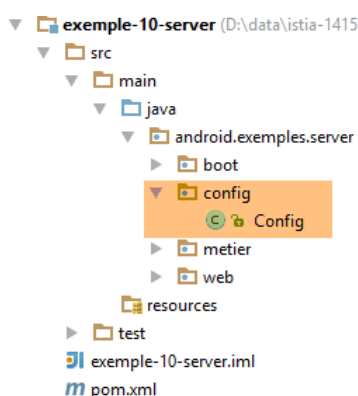 exemple-10-server (D:\data\istia-1415
src
main
java
android.exemples.server
boot
config
Config
metier
web
resources
test
exemple-10-server.iml
pom.xml